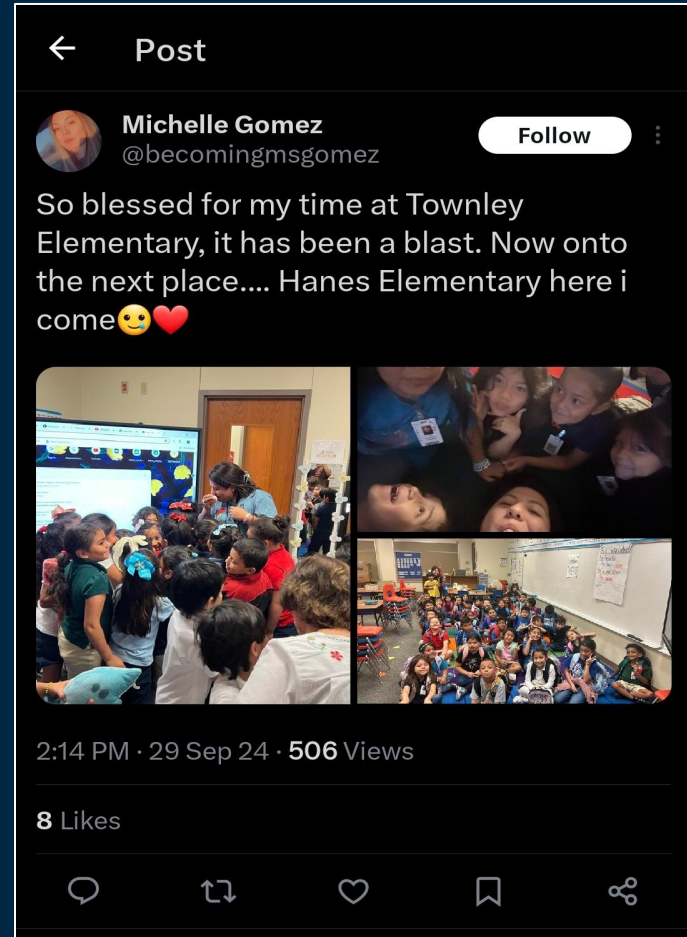 Post
Michelle Gomez
@becomingmsgomez
Follow
So blessed for my time at Townley
Elementary, it has been a blast. Now onto
the next place.... Hanes Elementary here i
come🥲❤️
2:14 PM · 29 Sep 24 · 506 Views
8 Likes